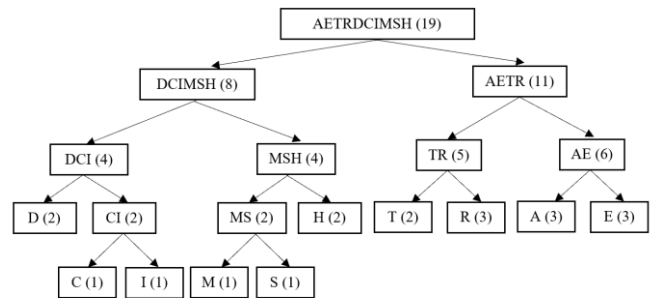 AETRDCIMSH (19)
DCIMSH (8)
AETR (11)
DCI (4)
MSH (4)
TR (5)
AE (6)
D (2)
CI (2)
MS (2)
H (2)
T (2)
R (3)
A (3)
E (3)
C (1)
I (1)
M (1)
S (1)